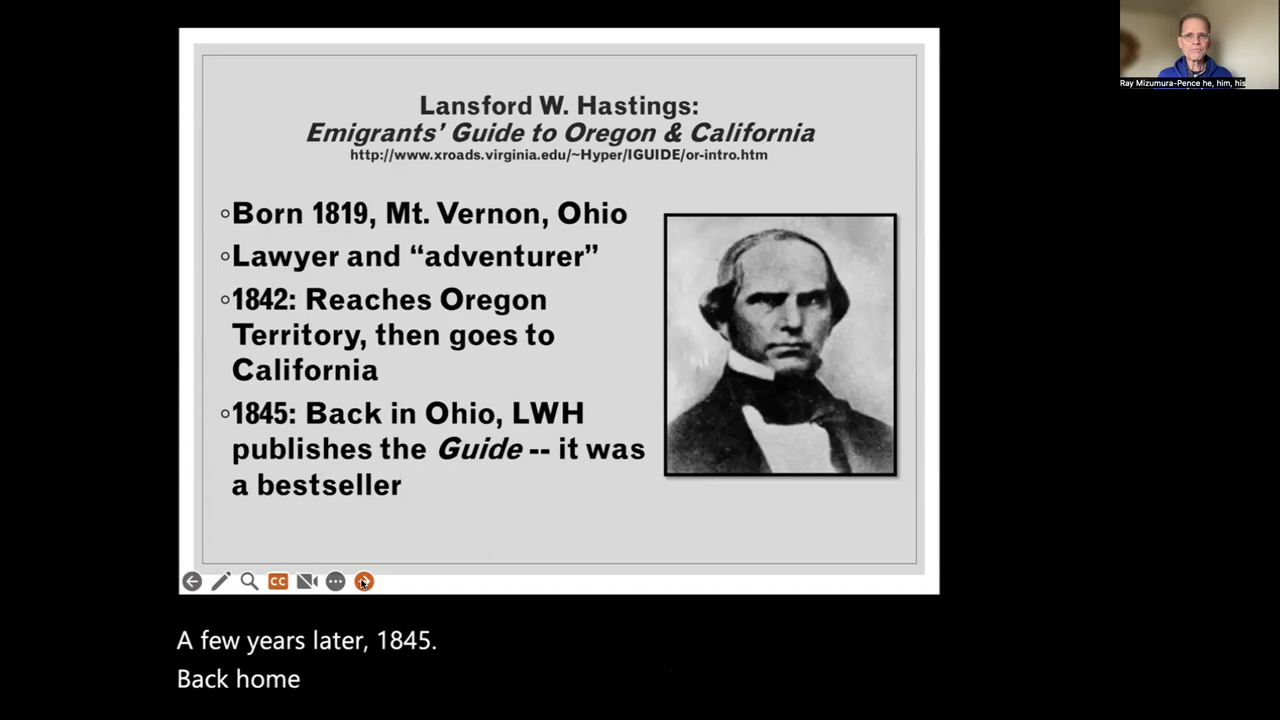 Lansford W. Hastings:
Emigrants’ Guide to Oregon & California
http://www.xroads.virginia.edu/~Hyper/IGUIDE/or-intro.htm
◦Born 1819, Mt. Vernon, Ohio
◦Lawyer and “adventurer”
◦1842: Reaches Oregon
Territory, then goes to
California
◦1845: Back in Ohio, LWH
publishes the Guide -- it was
a bestseller
CC
A few years later, 1845.
Back home
Ray Mizumura-Pence he, him, his